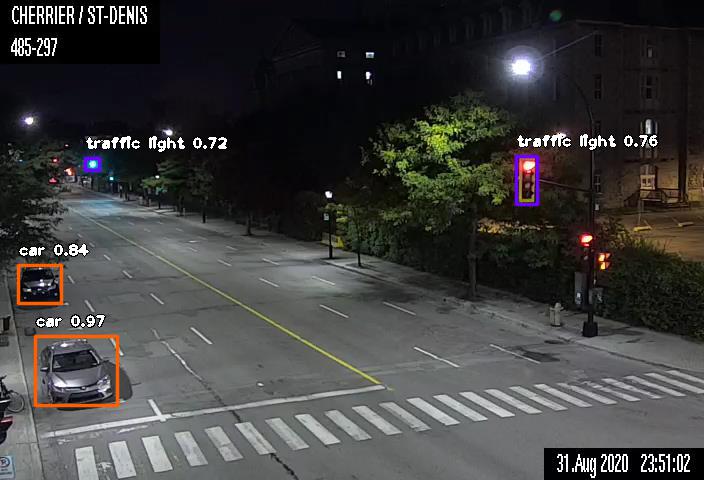 CHERRIER / ST-DENIS
485-297
traffic light 0.72
traffic light 0.76
car 0.84
car 0.97
31.Aug 2020 23:51:02